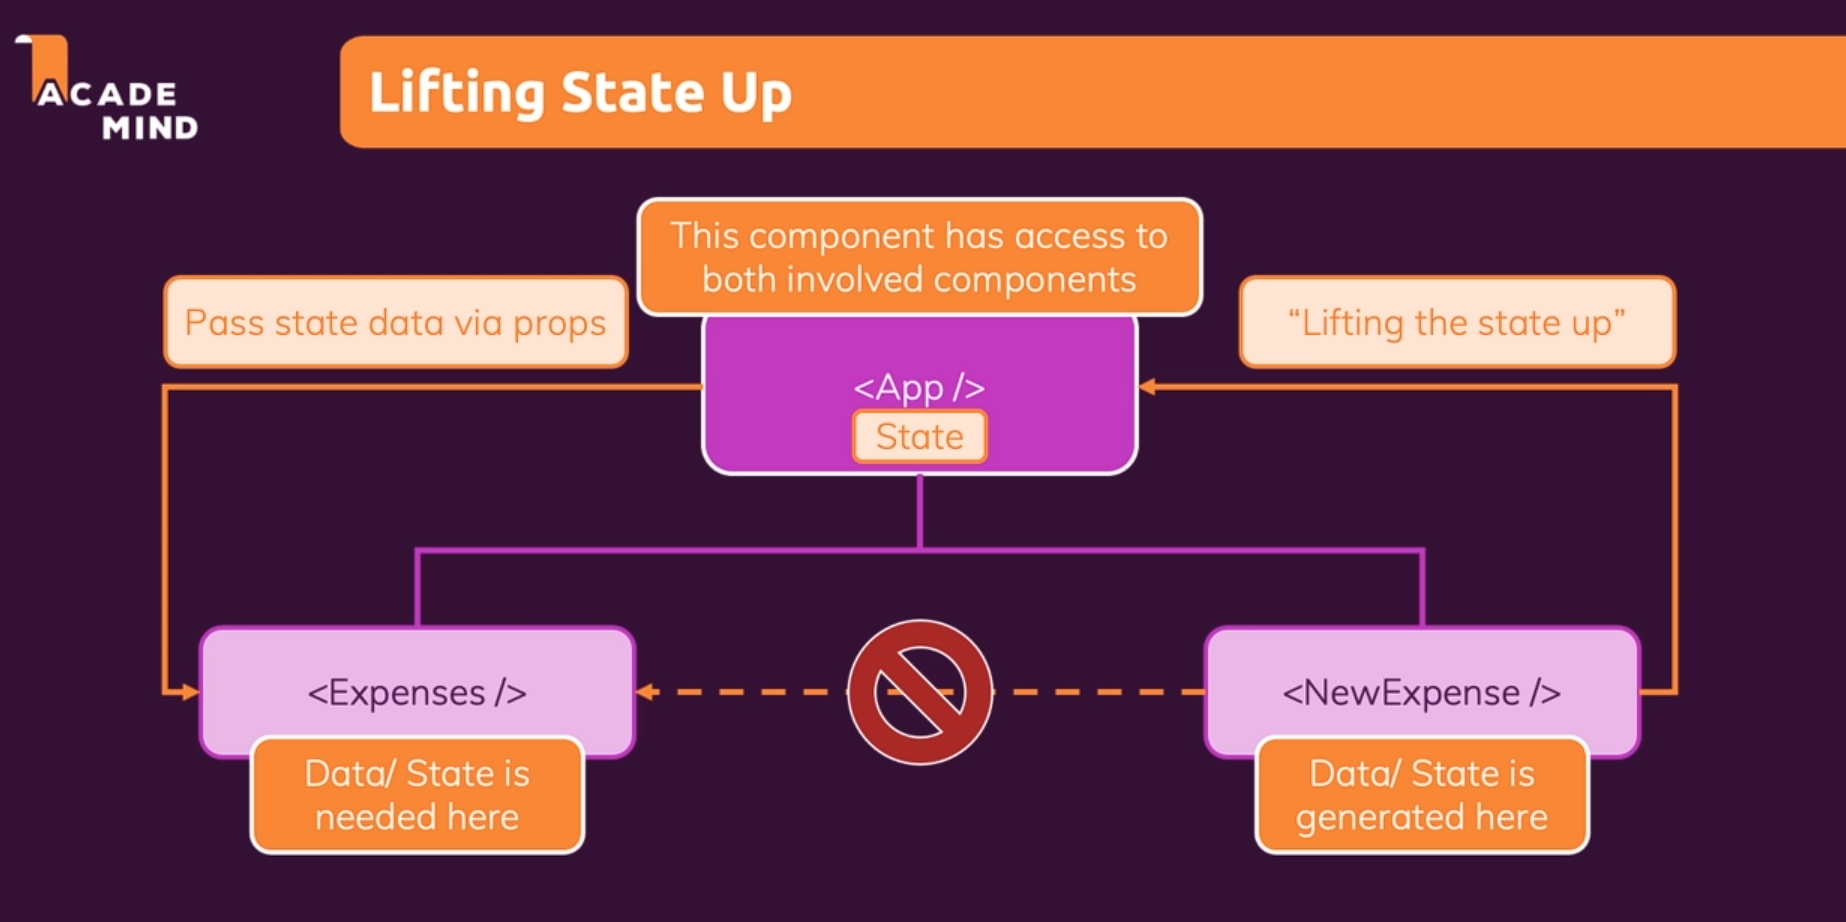 ACADE
MIND
Lifting State Up
This component has access to
both involved components
Pass state data via props
“Lifting the state up”
<App />
State
<Expenses />
<NewExpense />
Data/ State is
needed here
Data/ State is
generated here